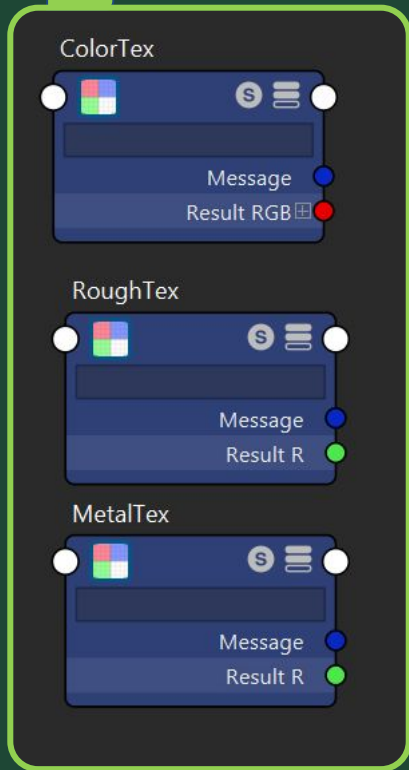 ColorTex
S
Message
Result RGB
RoughTex
S
Message
Result R
MetalTex
S
Message
Result R